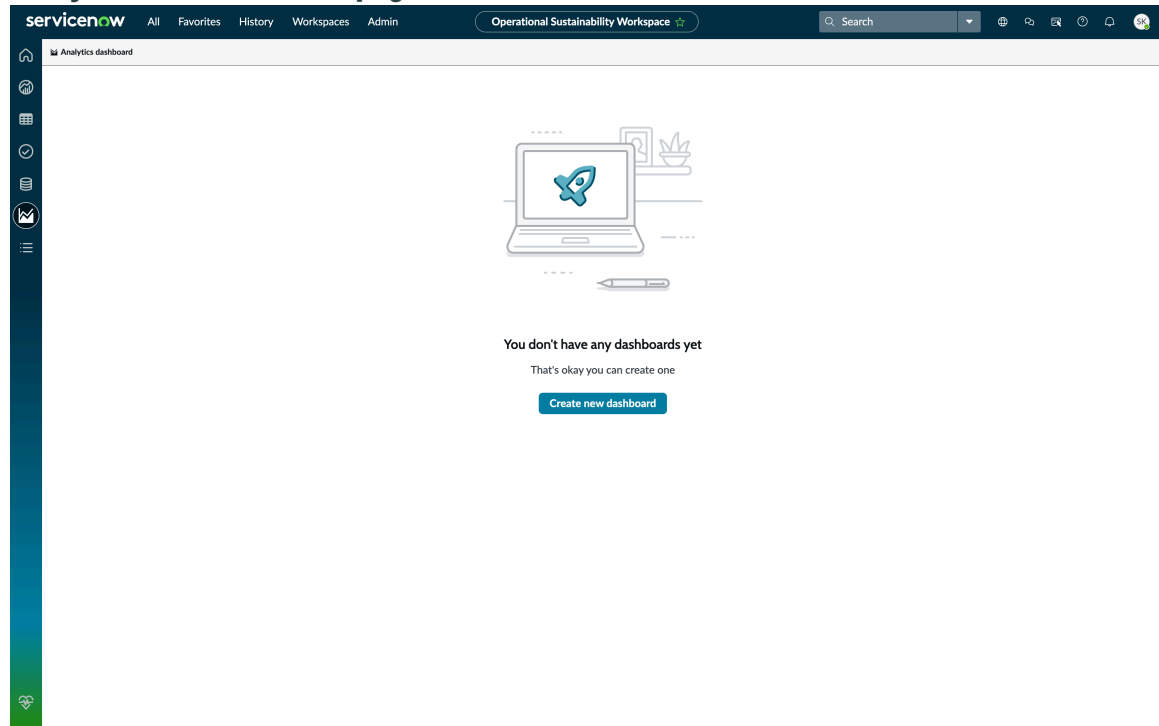 servicenow All Favorites History Workspaces Admin Operational Sustainability Workspace Search SK
Analytics dashboard
You don't have any dashboards yet
That's okay you can create one
Create new dashboard